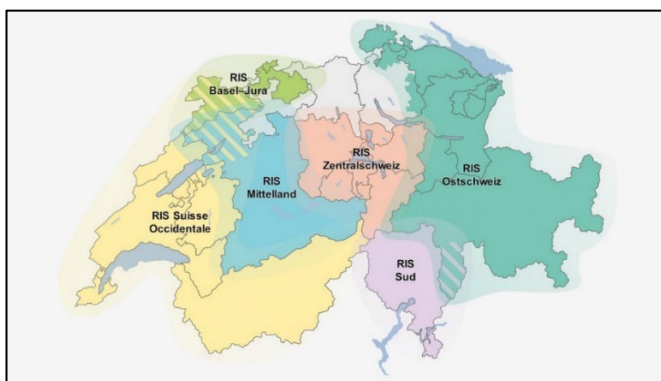 RIS
Basel-Jura
RIS
Zentralschweiz
RIS
Ostschweiz
RIS
Mittelland
RIS Suisse
Occidentale
RIS
Sud